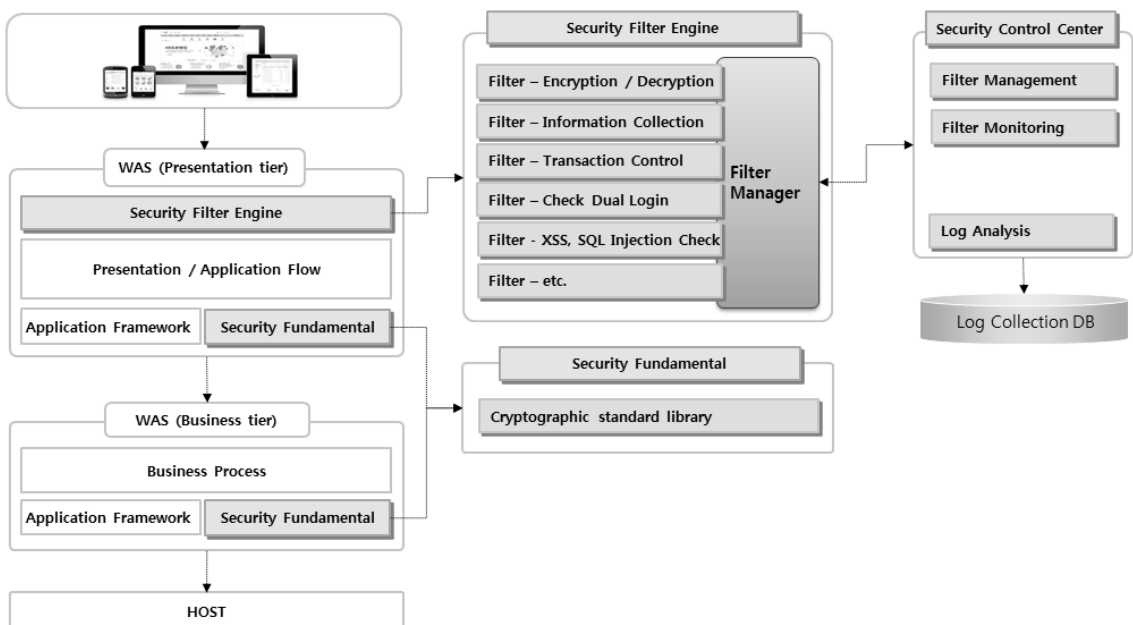 WAS (Presentation tier)
Security Filter Engine
Presentation / Application Flow
Application Framework
Security Fundamental
WAS (Business tier)
Business Process
Application Framework
Security Fundamental
HOST
Security Filter Engine
Filter – Encryption / Decryption
Filter – Information Collection
Filter – Transaction Control
Filter – Check Dual Login
Filter - XSS, SQL Injection Check
Filter – etc.
Filter
Manager
Security Fundamental
Cryptographic standard library
Security Control Center
Filter Management
Filter Monitoring
Log Analysis
Log Collection DB